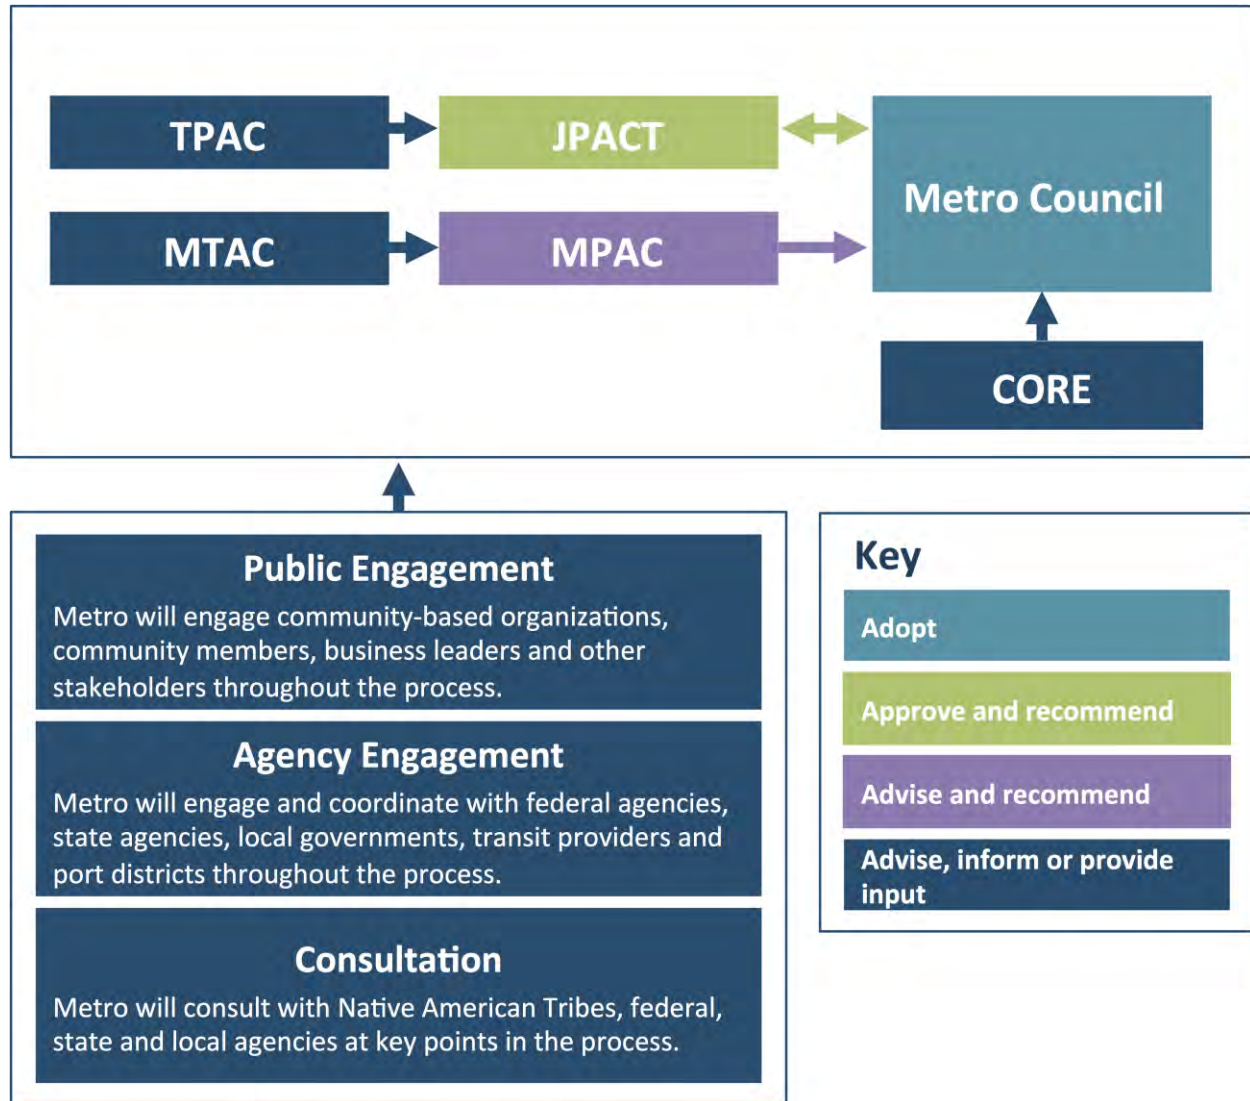 TPAC
JPACT
Metro Council
MTAC
MPAC
CORE
Public Engagement
Metro will engage community-based organizations,
community members, business leaders and other
stakeholders throughout the process.
Agency Engagement
Metro will engage and coordinate with federal agencies,
state agencies, local governments, transit providers and
port districts throughout the process.
Consultation
Metro will consult with Native American Tribes, federal,
state and local agencies at key points in the process.
Key
Adopt
Approve and recommend
Advise and recommend
Advise, inform or provide
input